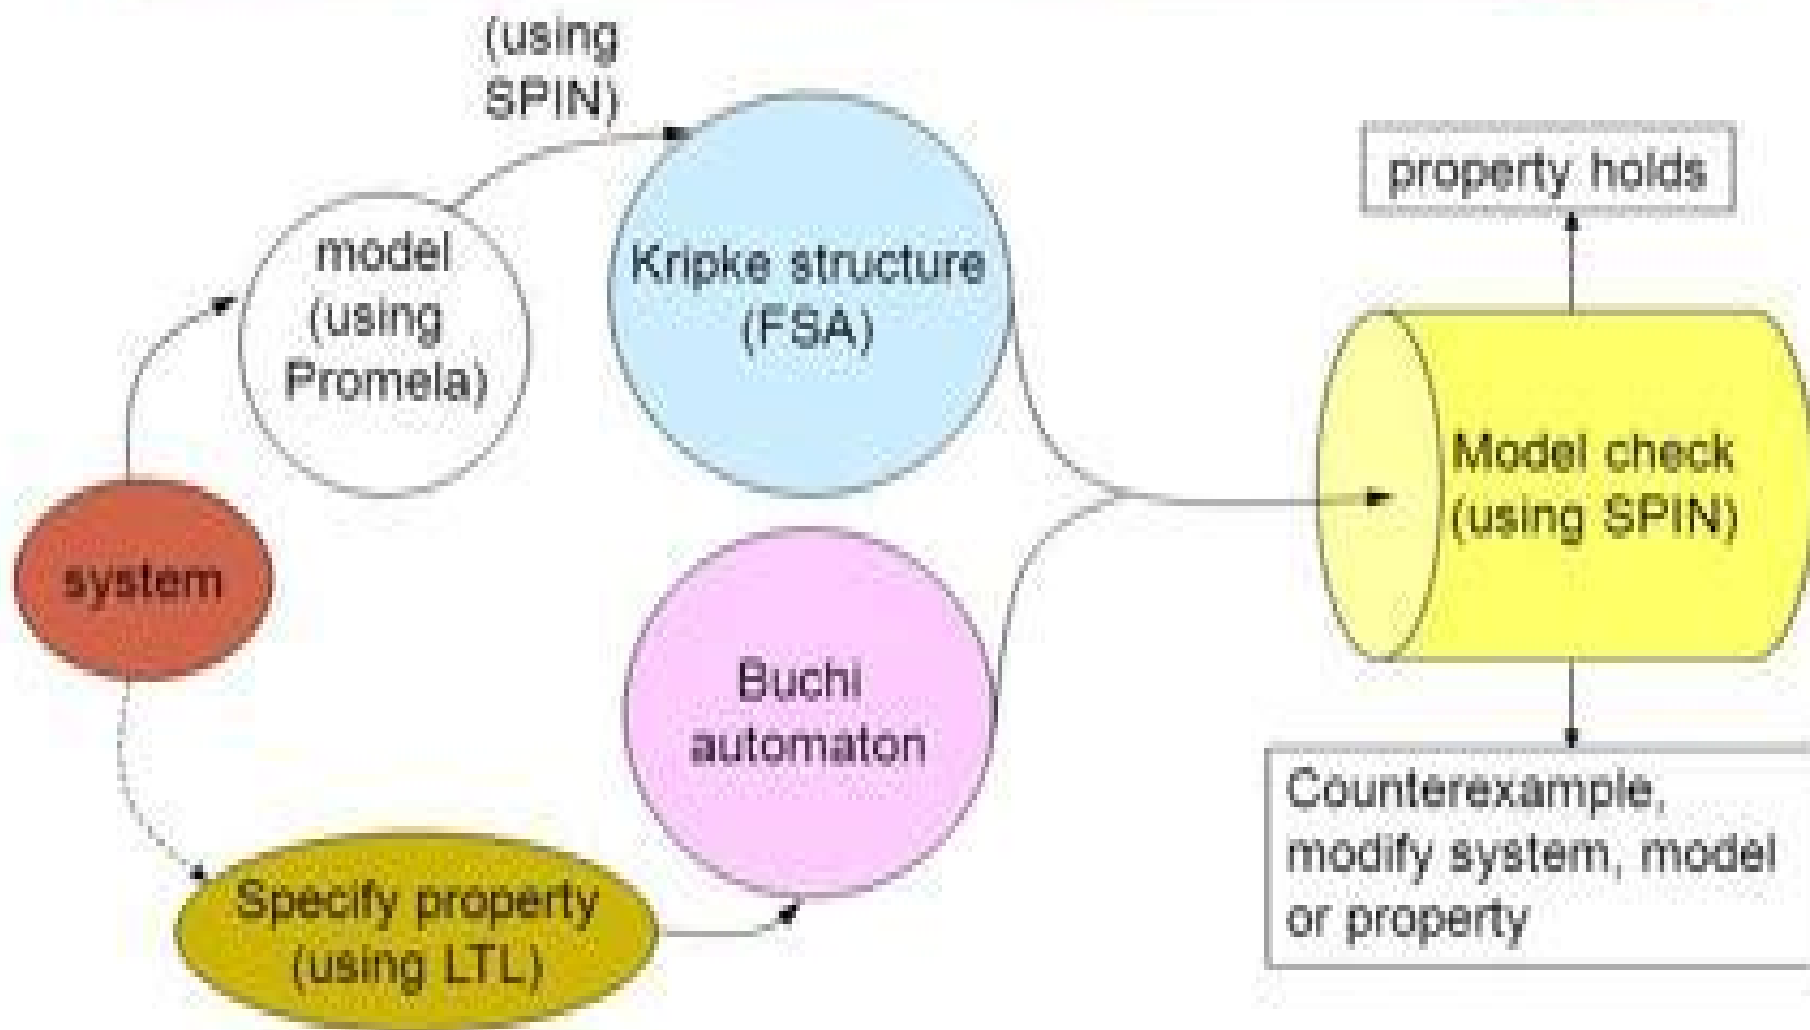 (using
SPIN)
model
(using
Promela)
Kripke structure
(FSA)
property holds
Model check
(using SPIN)
system
Buchi
automaton
Specify property
(using LTL)
Counterexample,
modify system, model
or property